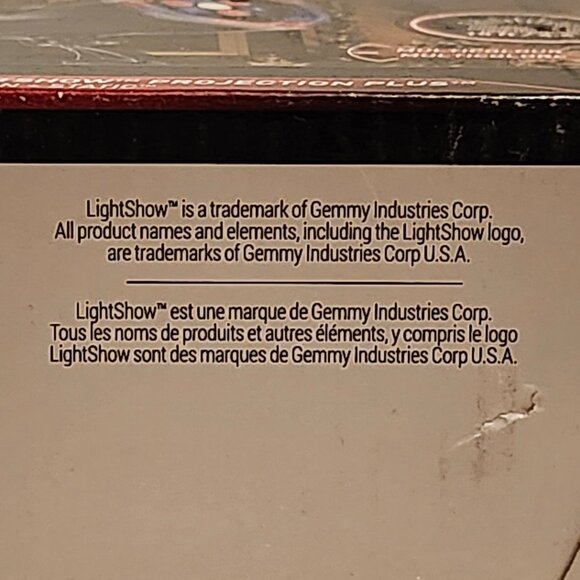 PROJECTION PLUS™
LightShow™ is a trademark of Gemmy Industries Corp.
All product names and elements, including the LightShow logo,
are trademarks of Gemmy Industries Corp U.S.A.
LightShow™ est une marque de Gemmy Industries Corp.
Tous les noms de produits et autres éléments, y compris le logo
LightShow sont des marques de Gemmy Industries Corp U.S.A.